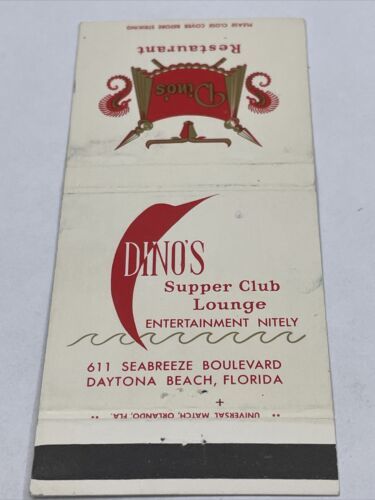 PLEASE CLOSE COVER BEFORE STRIKING
Restaurant
Dino's
DINO'S
Supper Club
Lounge
ENTERTAINMENT NITELY
611 SEABREEZE BOULEVARD
DAYTONA BEACH, FLORIDA
+
•• UNIVERSAL MATCH, ORLANDO, FLA. ••